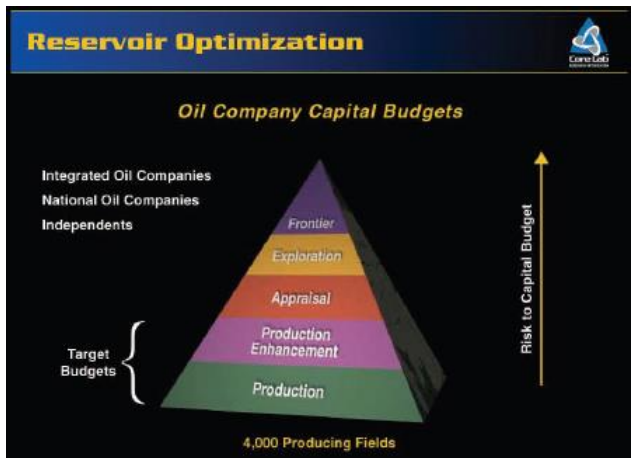 Reservoir Optimization
Core Lab
Oil Company Capital Budgets
Integrated Oil Companies
National Oil Companies
Independents
Frontier
Exploration
Appraisal
Production
Enhancement
Production
Target
Budgets
Risk to Capital Budget
4,000 Producing Fields